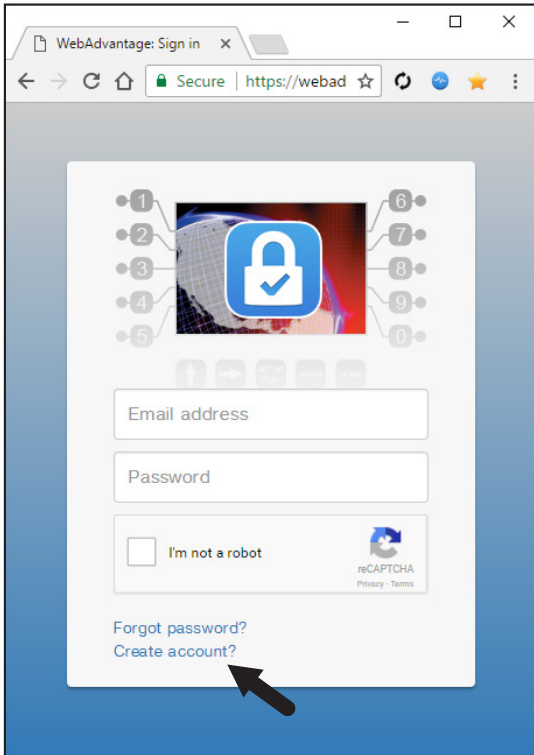 WebAdvantage: Sign in
Secure https://webad
1 6
2 7
3 8
4 9
5 0
Email address
Password
I'm not a robot
reCAPTCHA
Privacy - Terms
Forgot password?
Create account?